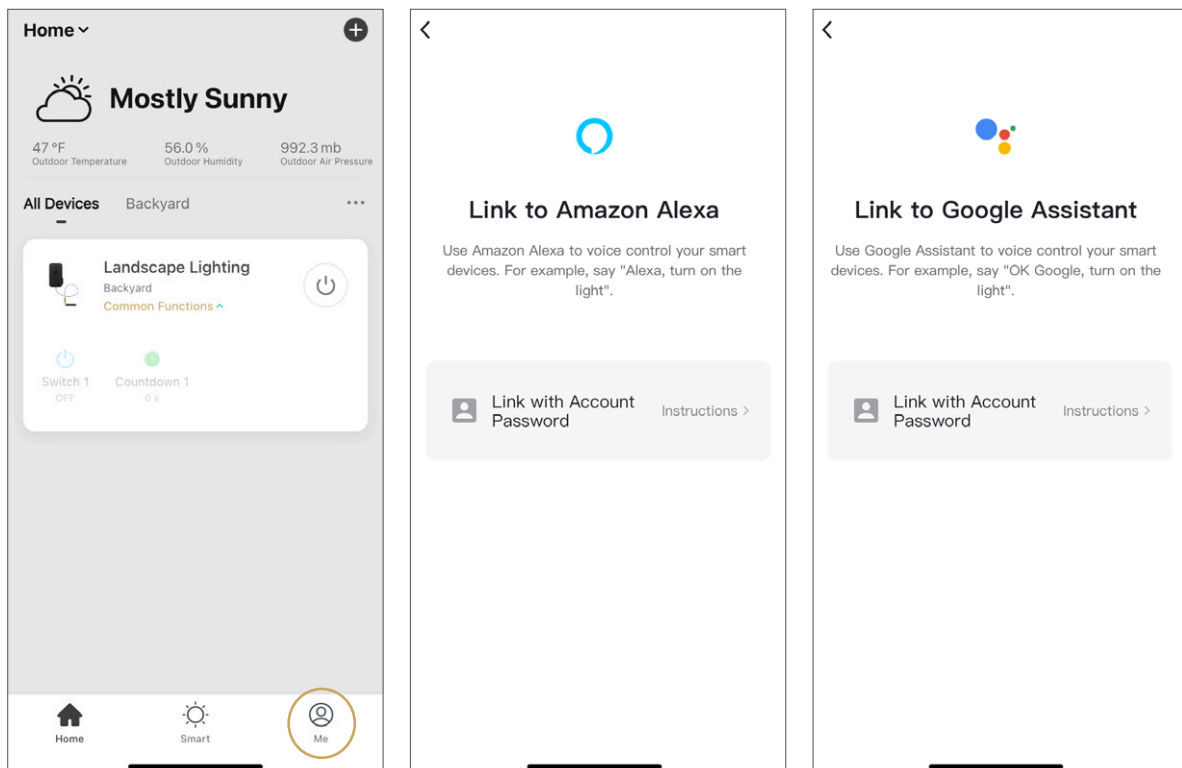 Home
Mostly Sunny
47 °F 56.0 % 992.3 mb
Outdoor Temperature Outdoor Humidity Outdoor Air Pressure
All Devices Backyard ...
Landscape Lighting
Backyard
Common Functions
Switch 1 Countdown 1
OFF 0 s
Home Smart Me
Link to Amazon Alexa
Use Amazon Alexa to voice control your smart
devices. For example, say "Alexa, turn on the
light".
Link with Account
Password
Instructions >
Link to Google Assistant
Use Google Assistant to voice control your smart
devices. For example, say "OK Google, turn on the
light".
Link with Account
Password
Instructions >